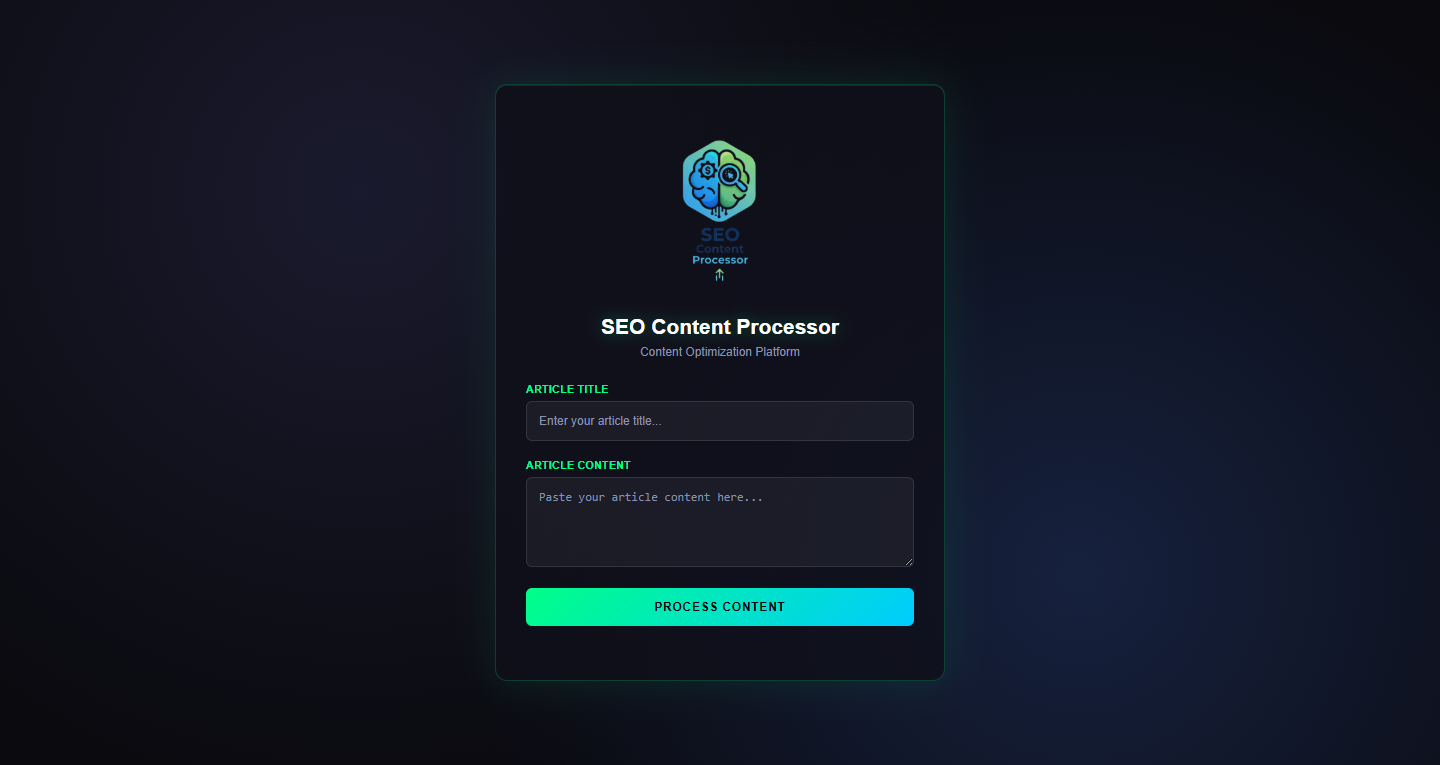 $
SEO
Content
Processor
SEO Content Processor
Content Optimization Platform
ARTICLE TITLE
Enter your article title...
ARTICLE CONTENT
Paste your article content here...
PROCESS CONTENT